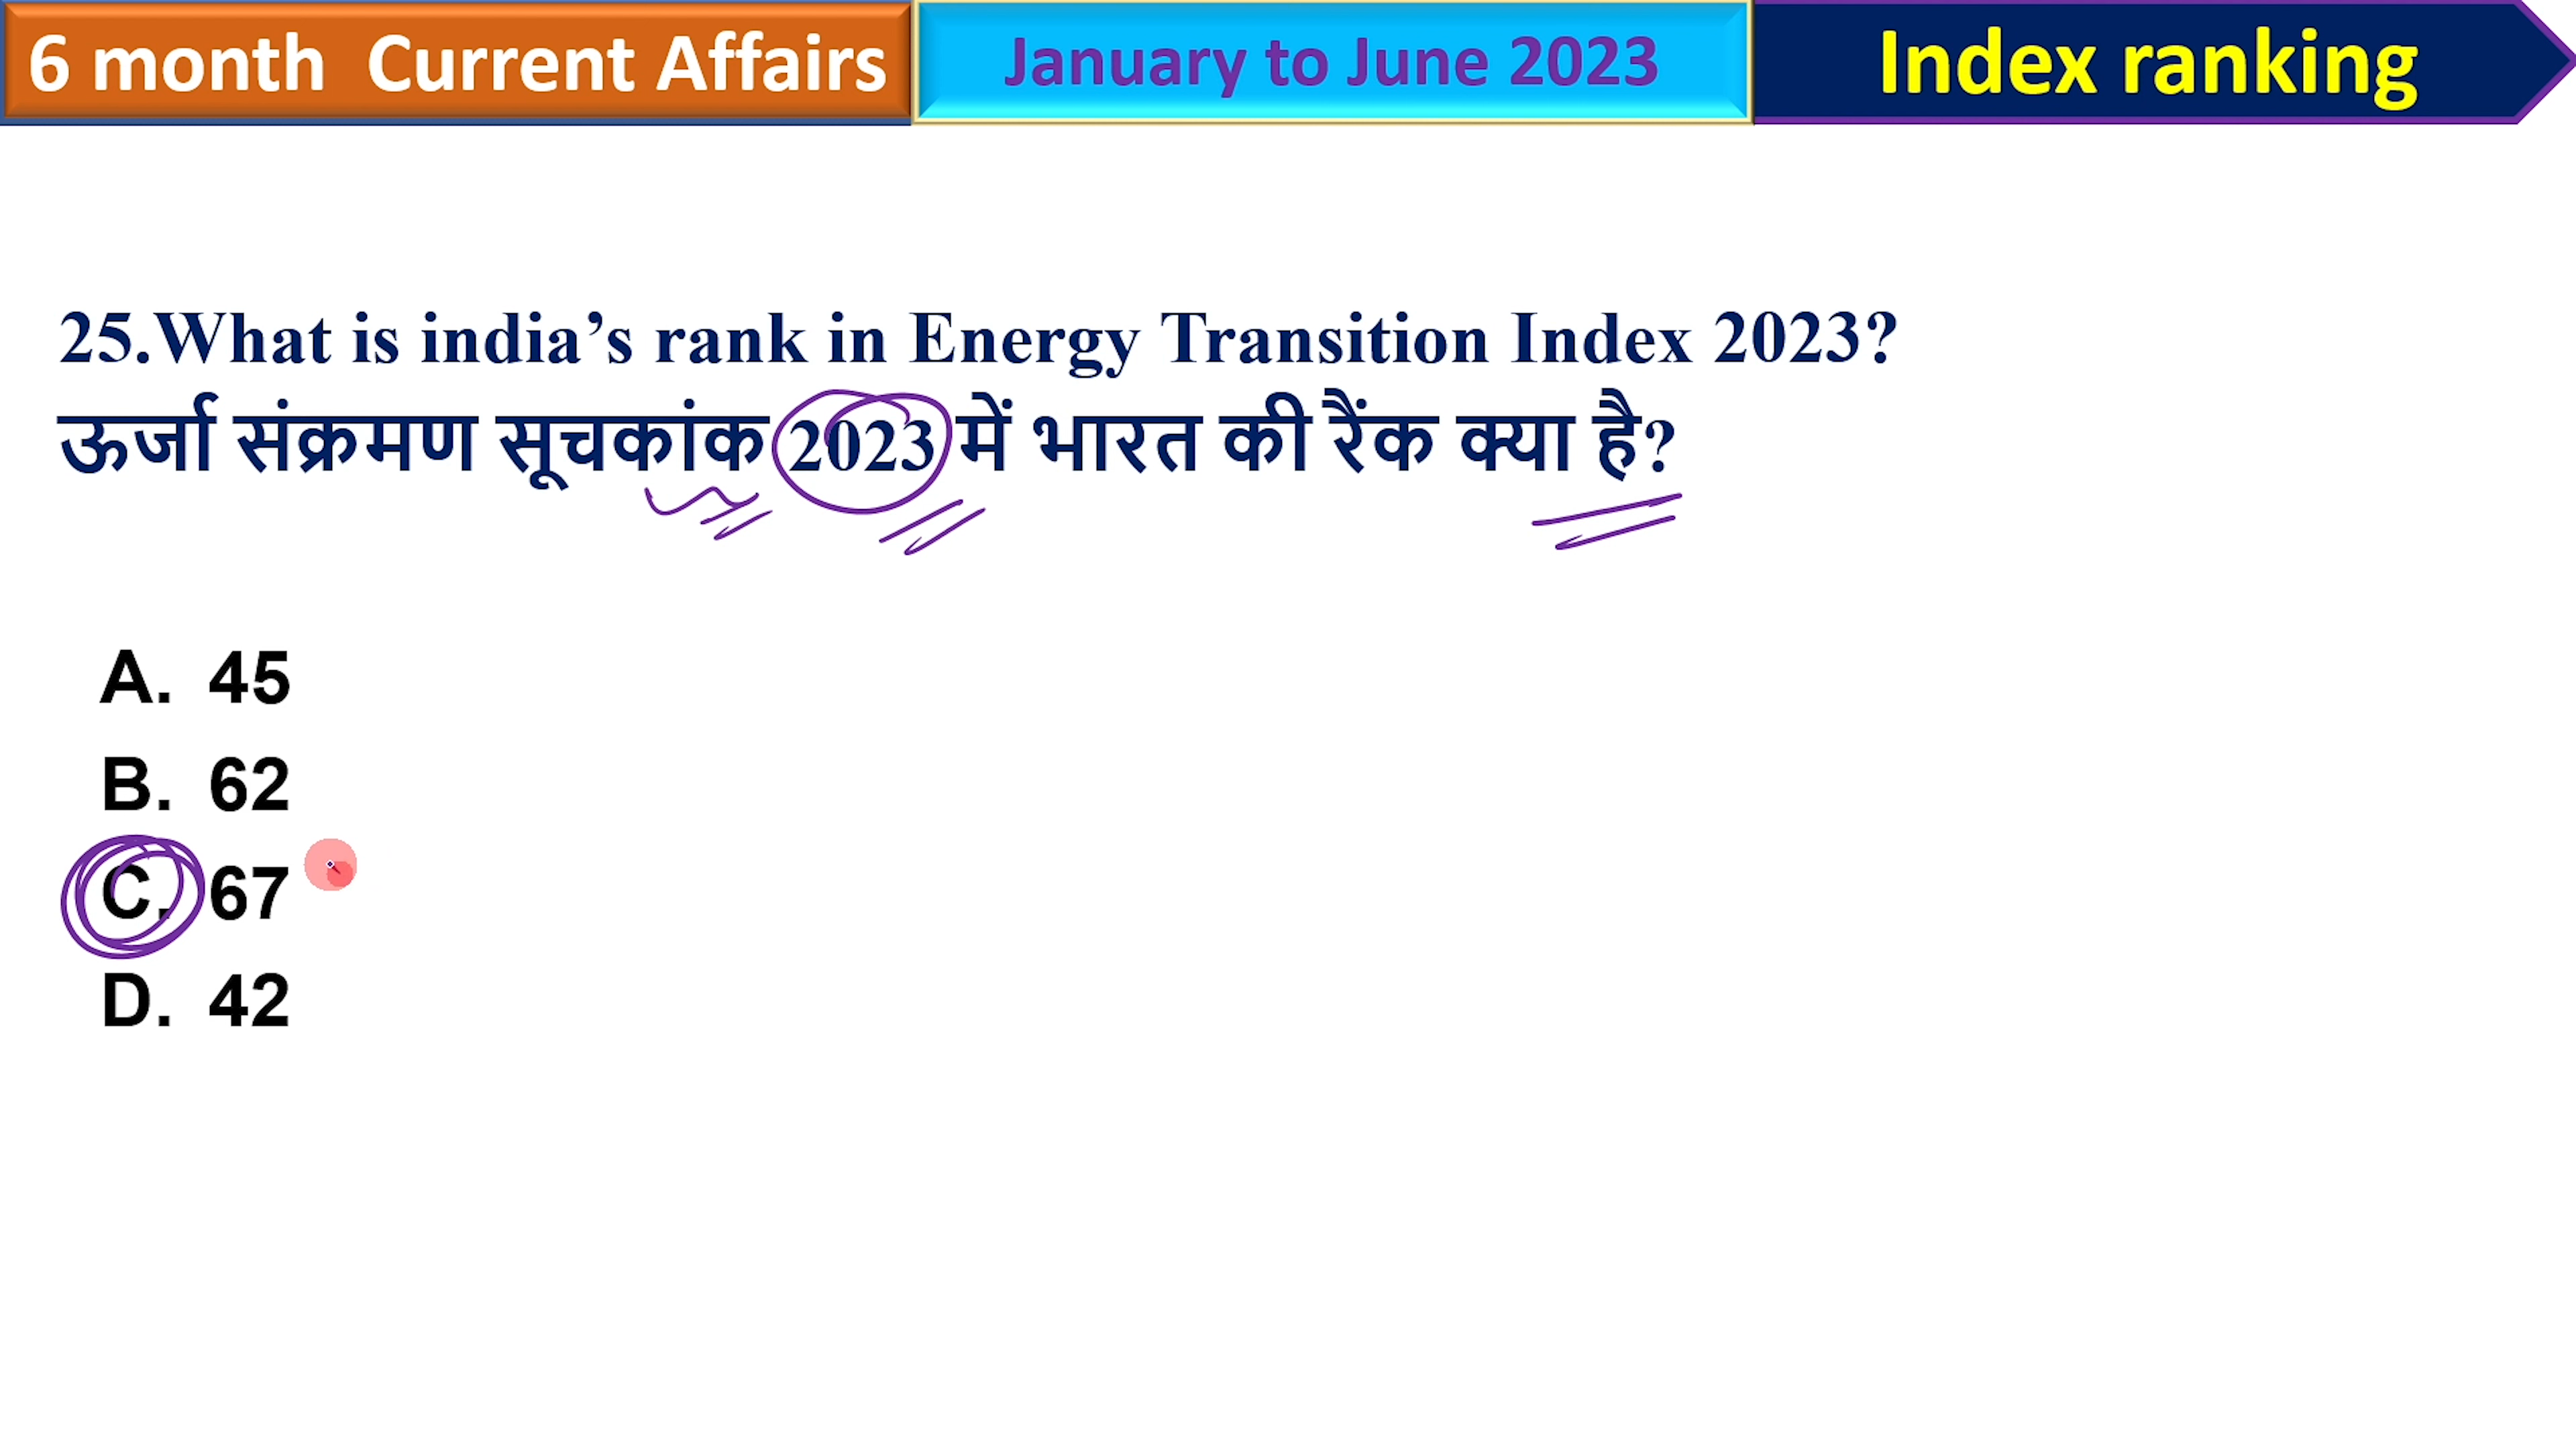 6 month Current Affairs
January to June 2023
Index ranking
25.What is india’s rank in Energy Transition Index 2023?
ऊर्जा संक्रमण सूचकांक 2023 में भारत की रैंक क्या है?
A. 45
B. 62
C. 67
D. 42